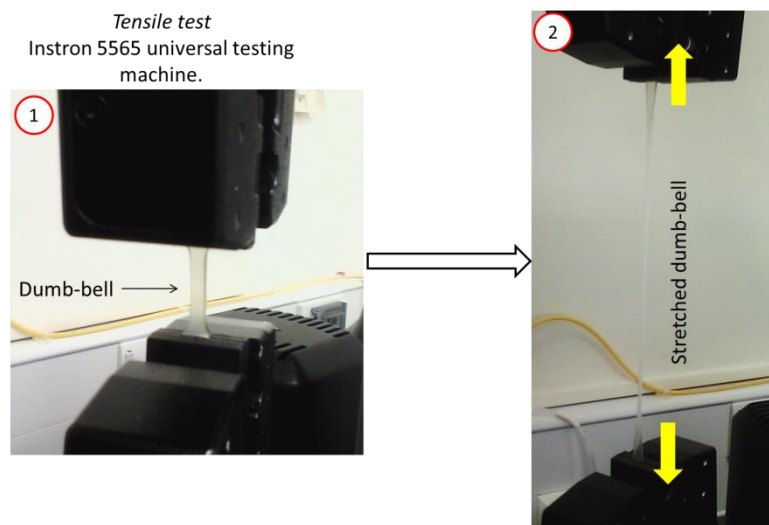 Tensile test
Instron 5565 universal testing
machine.
1
Dumb-bell
2
Stretched dumb-bell